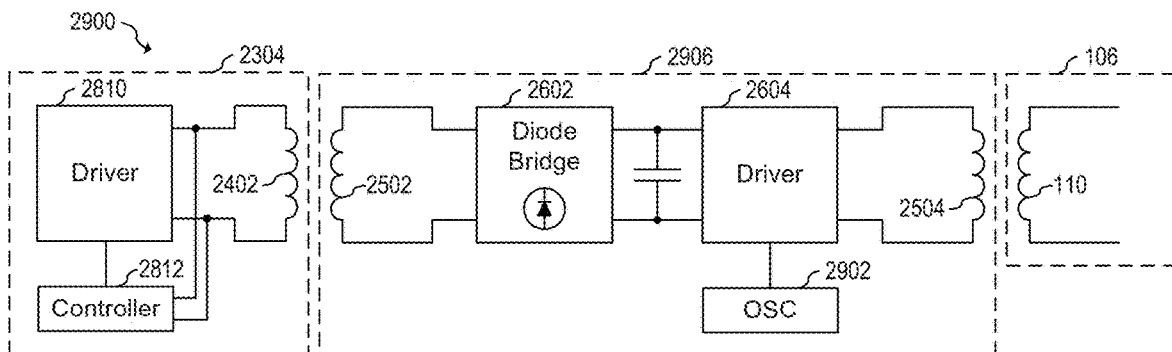 2900
2304
2906
106
2810
2602
2604
Driver
Diode
Bridge
Driver
2402
2502
2504
110
2812
2902
Controller
OSC